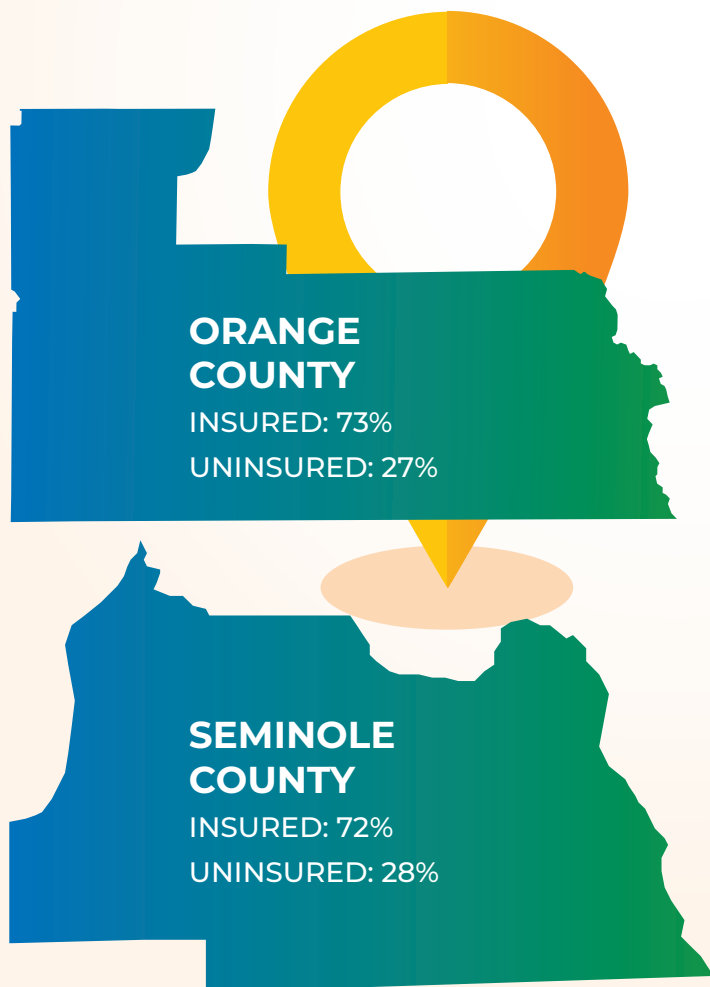 ORANGE
COUNTY
INSURED: 73%
UNINSURED: 27%
SEMINOLE
COUNTY
INSURED: 72%
UNINSURED: 28%